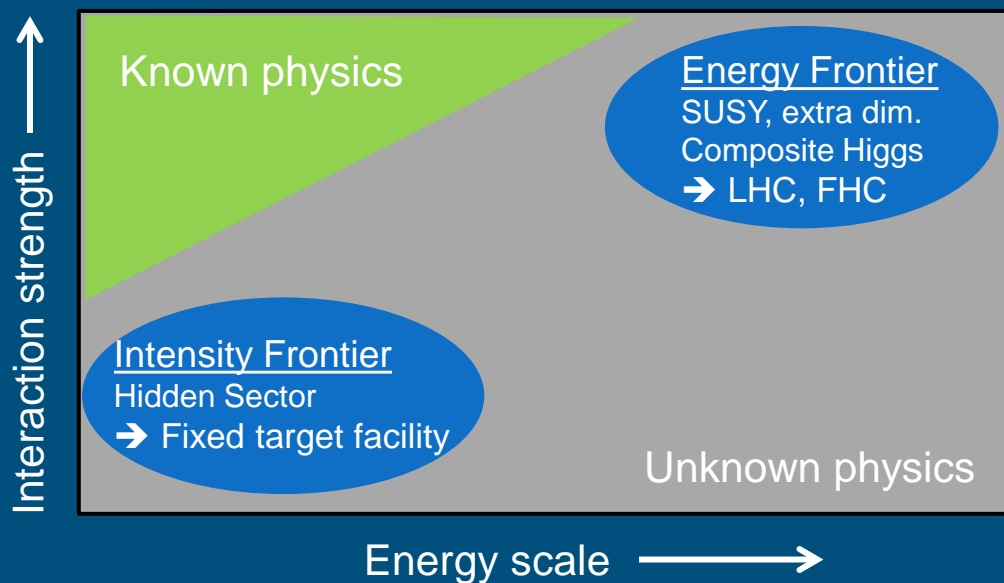 Interaction strength
Known physics
Energy Frontier
SUSY, extra dim.
Composite Higgs
➔ LHC, FHC
Intensity Frontier
Hidden Sector
➔ Fixed target facility
Unknown physics
Energy scale